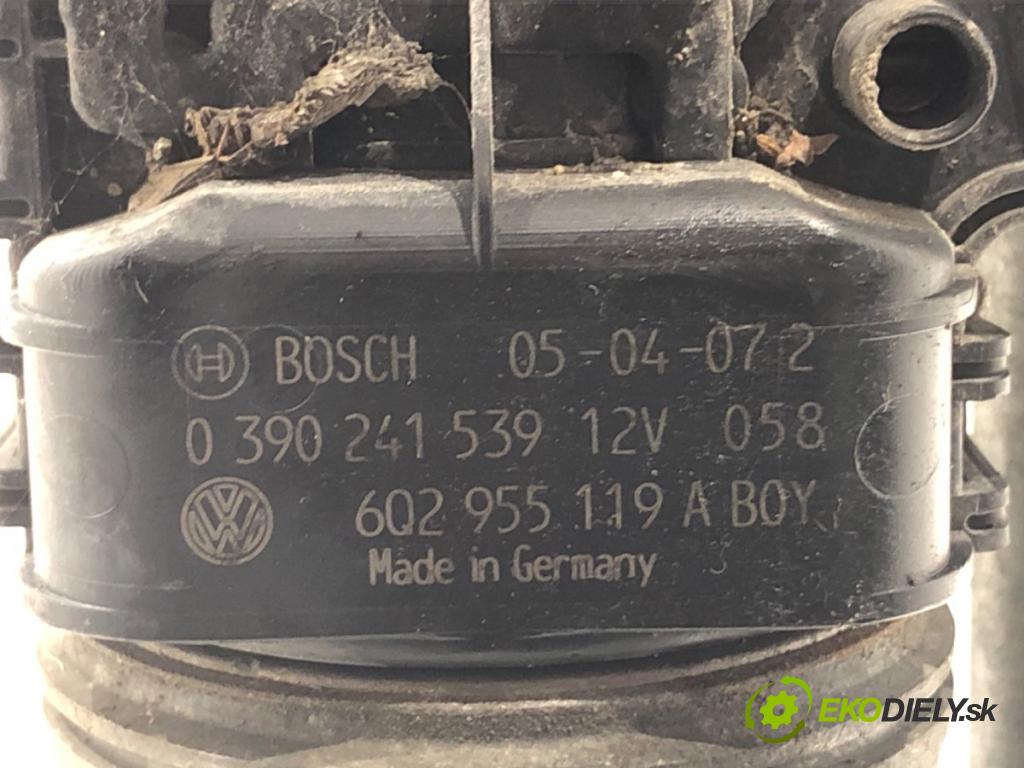 BOSCH 05-04-07 2
0 390 241 539 12V 058
VW 6Q2 955 119 A BOY
Made in Germany
EKODIELY.sk